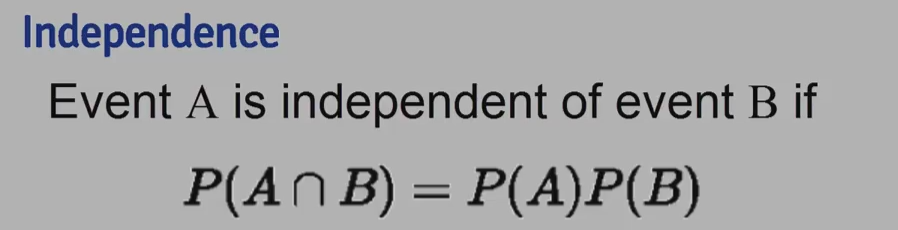 Independence
Event A is independent of event B if
P(A ∩ B) = P(A)P(B)